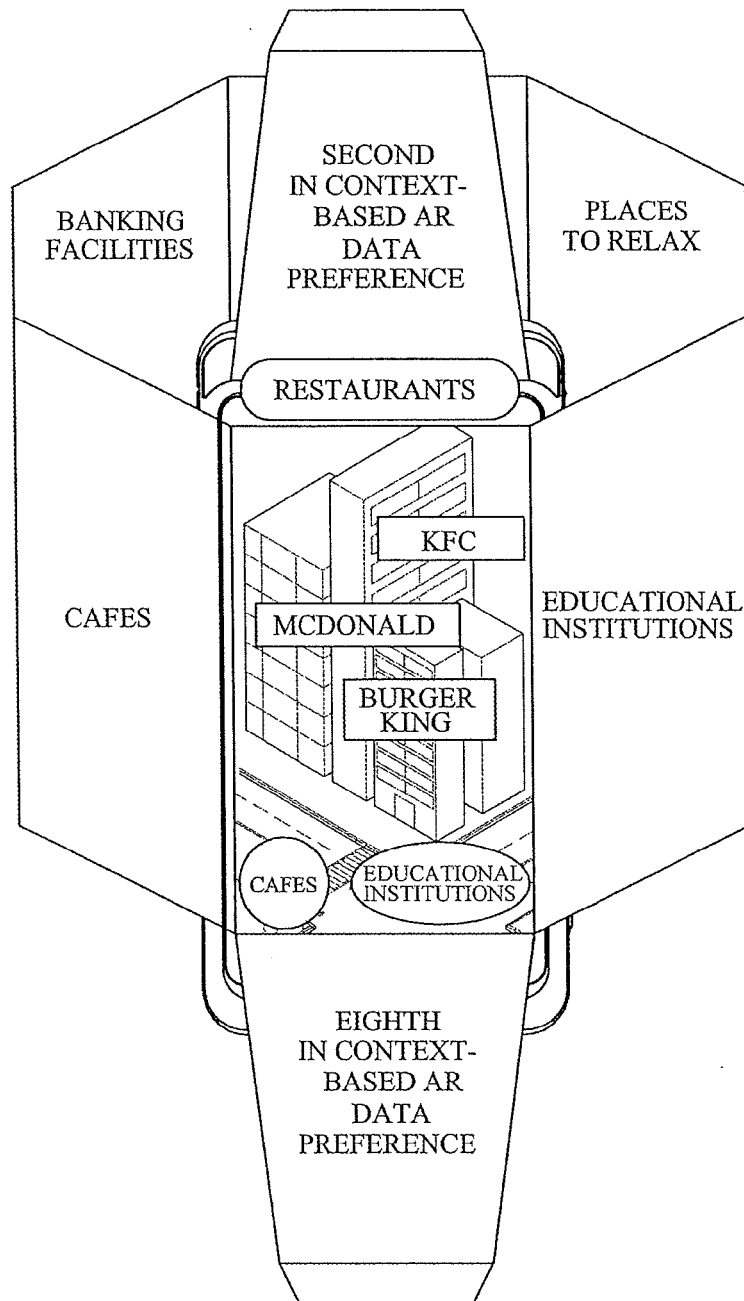 SECOND
IN CONTEXT-
BASED AR
DATA
PREFERENCE
BANKING
FACILITIES
PLACES
TO RELAX
RESTAURANTS
KFC
CAFES
MCDONALD
EDUCATIONAL
INSTITUTIONS
BURGER
KING
CAFES
EDUCATIONAL
INSTITUTIONS
EIGHTH
IN CONTEXT-
BASED AR
DATA
PREFERENCE